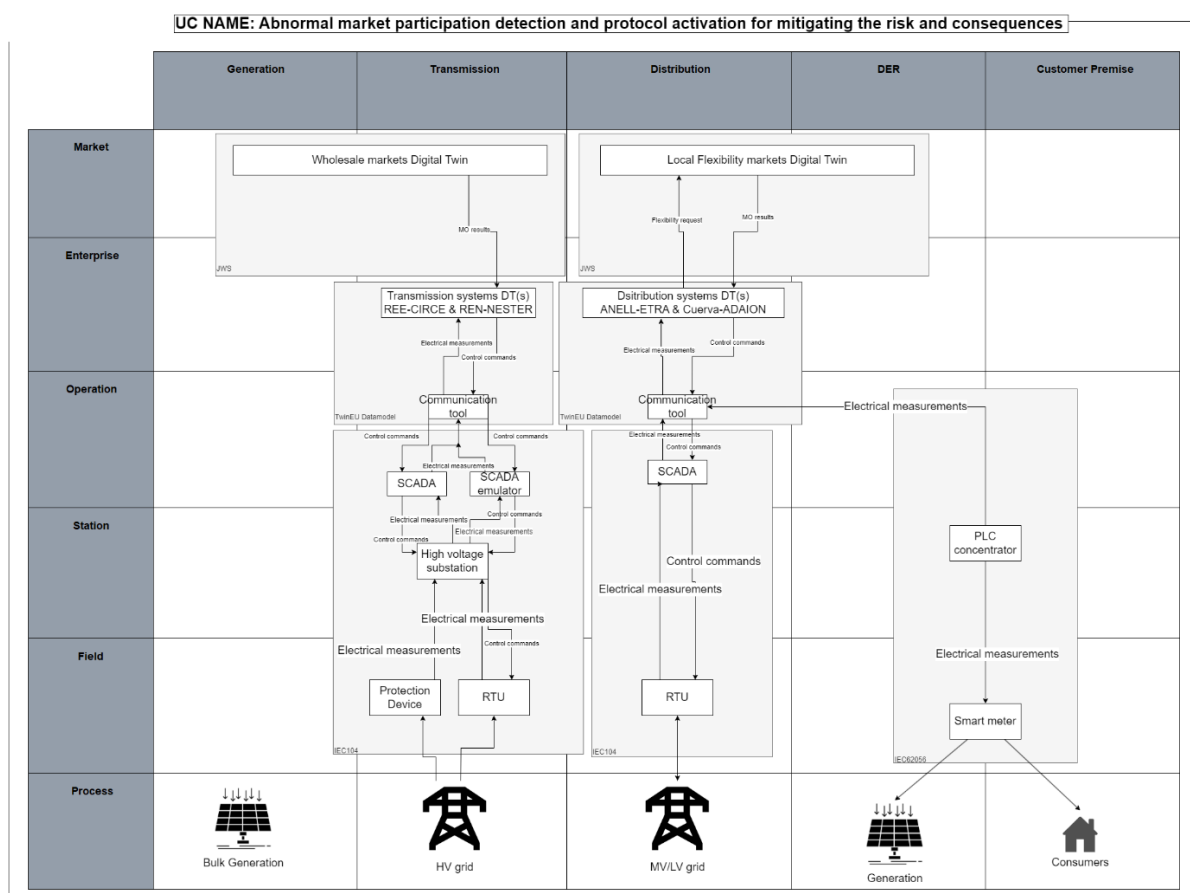 UC NAME: Abnormal market participation detection and protocol activation for mitigating the risk and consequences
Generation
Transmission
Distribution
DER
Customer Premise
Market
Wholesale markets Digital Twin
Local Flexibility markets Digital Twin
Flexibility request
MO results
MO results
Enterprise
JWS
JWS
Transmission systems DT(s)
REE-CIRCE & REN-NESTER
Dsitribution systems DT(s)
ANELL-ETRA & Cuerva-ADAION
Electrical measurements
Control commands
Electrical measurements
Control commands
Operation
Communication
tool
Communication
tool
Electrical measurements
TwinEU Datamodel
TwinEU Datamodel
Control commands
Control commands
Electrical measurements
Electrical measurements
Control commands
SCADA
SCADA
emulator
SCADA
Station
Electrical measurements
Control commands
Electrical measurements
Control commands
High voltage
substation
PLC
concentrator
Control commands
Electrical measurements
Electrical measurements
Control commands
Electrical measurements
Field
Electrical measurements
Protection
Device
RTU
RTU
Smart meter
IEC104
IEC104
IEC62056
Process
Bulk Generation
HV grid
MV/LV grid
Generation
Consumers